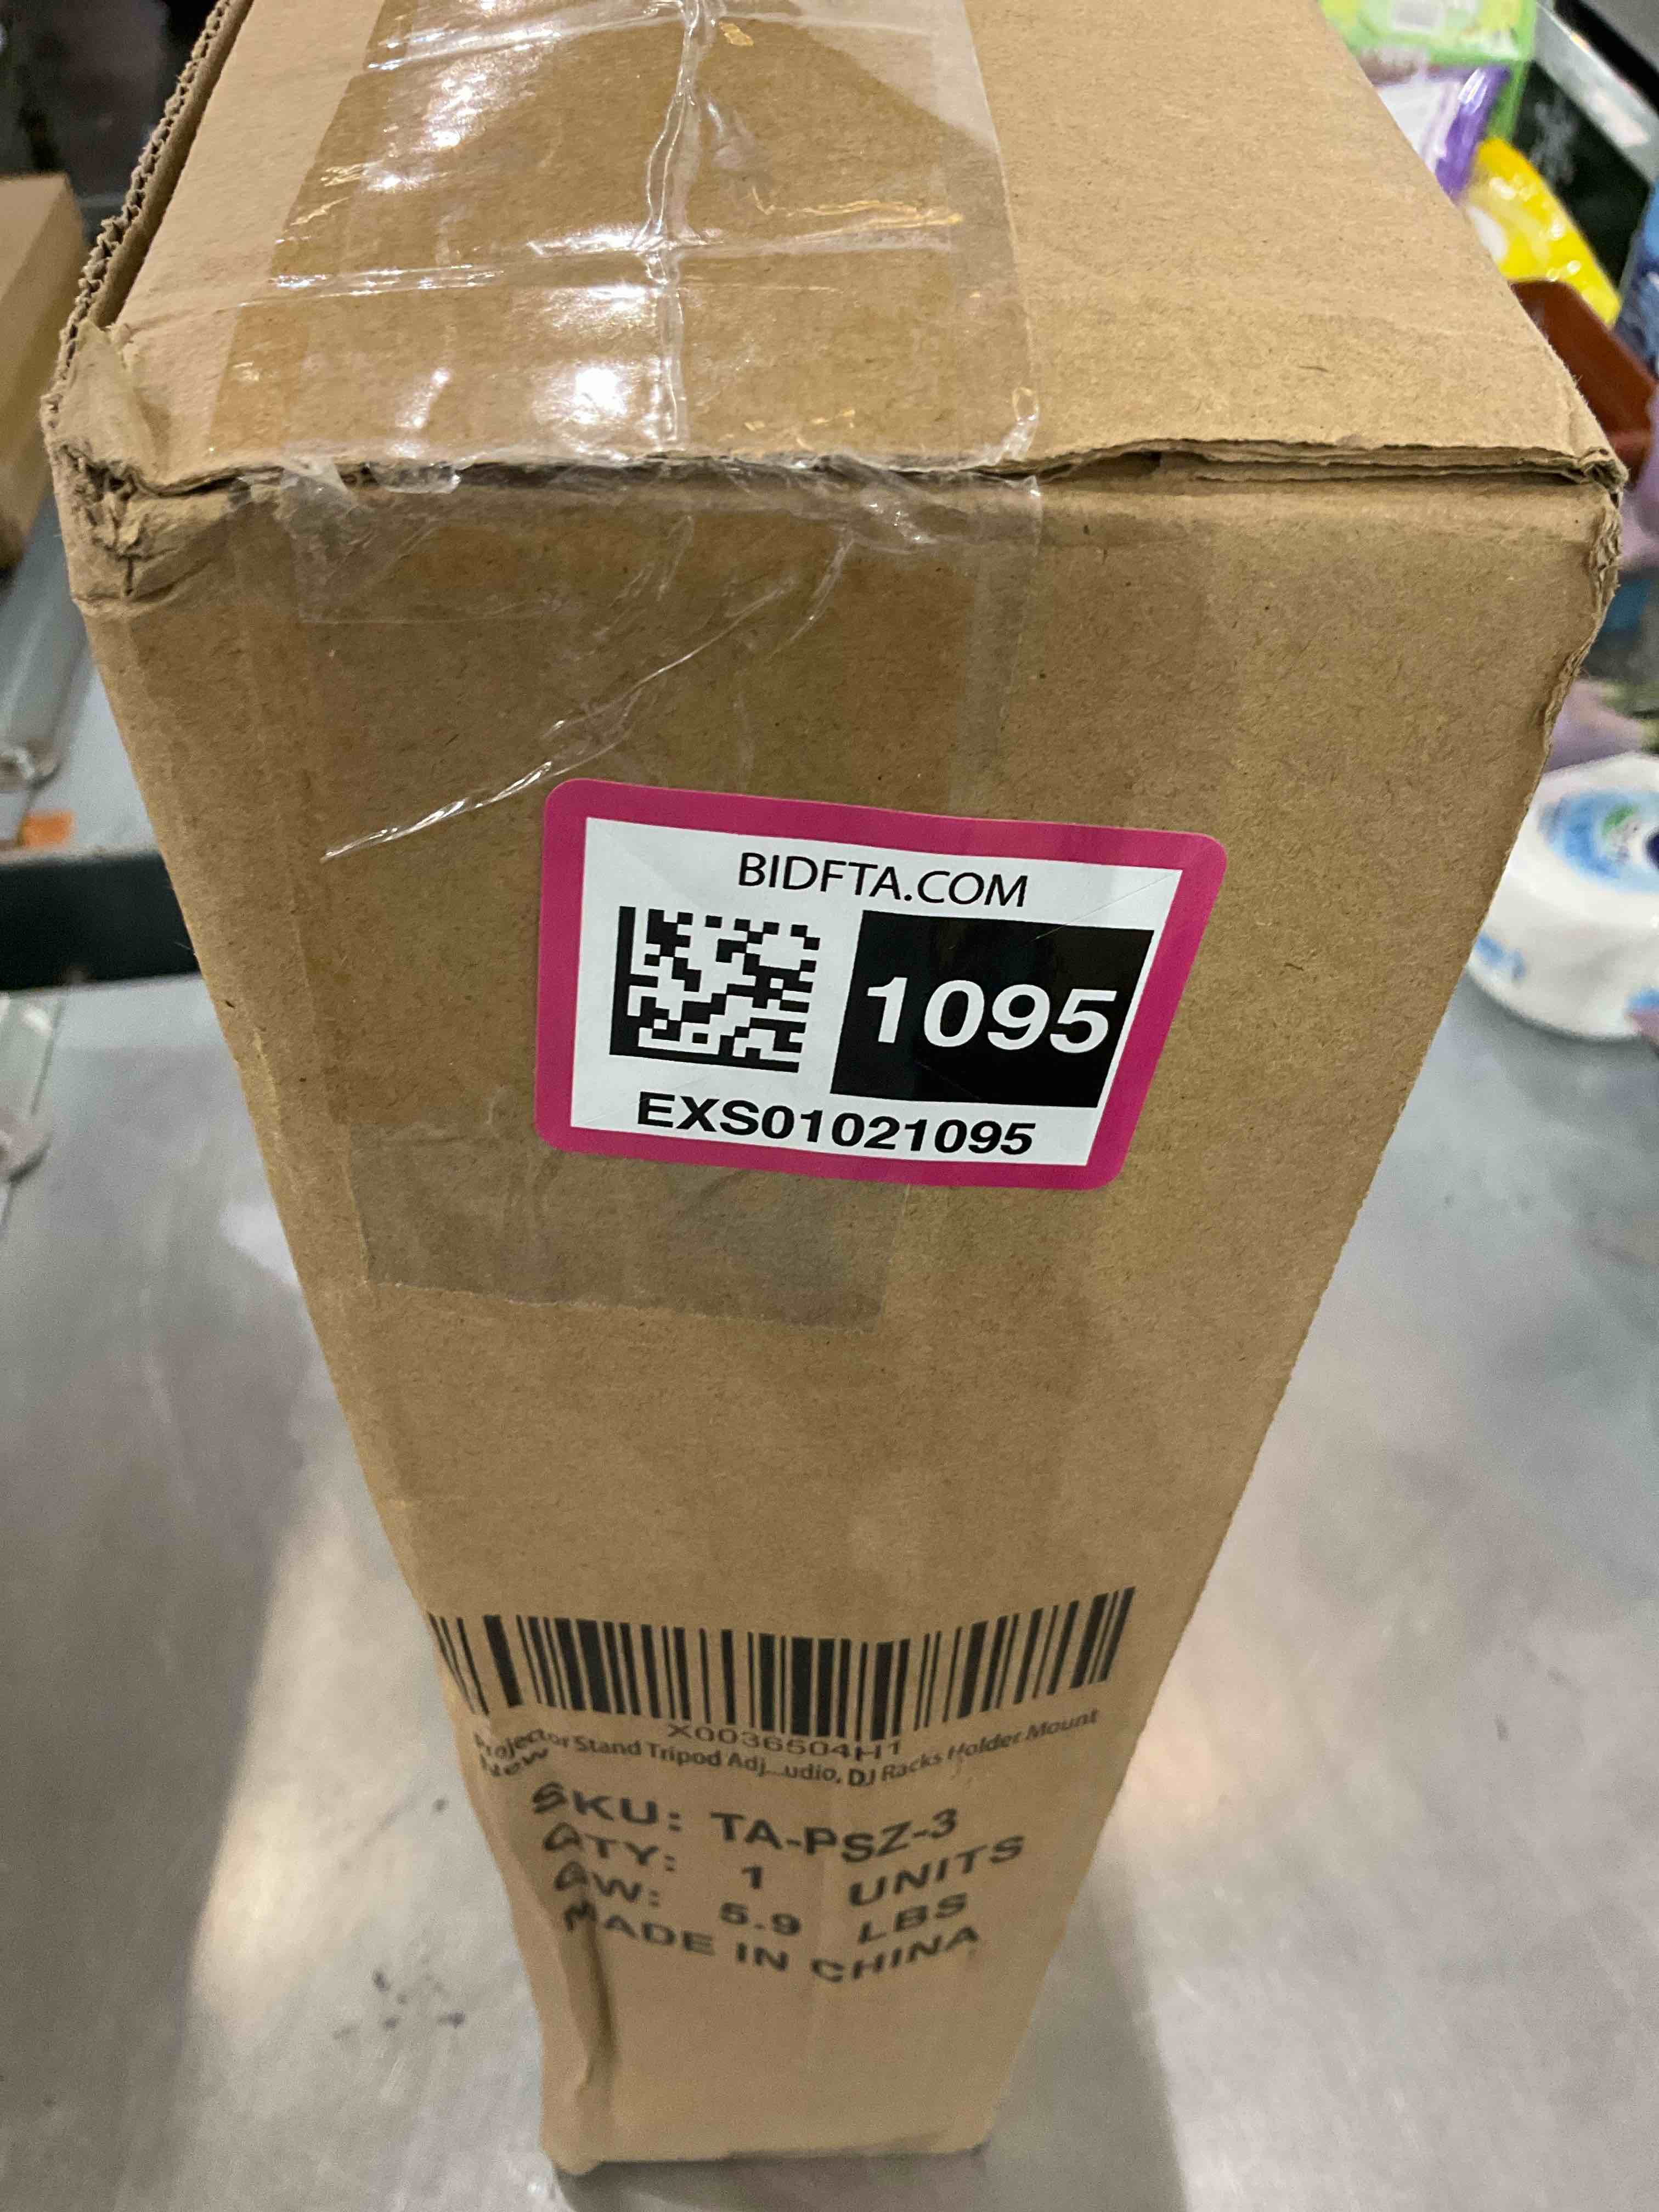 BIDFTA.COM
1095
EXS01021095
X0036504H1
Projector Stand Tripod Adj...udio, DJ Racks Holder Mount
New
SKU: TA-PSZ-3
QTY: 1 UNITS
GW: 5.9 LBS
MADE IN CHINA